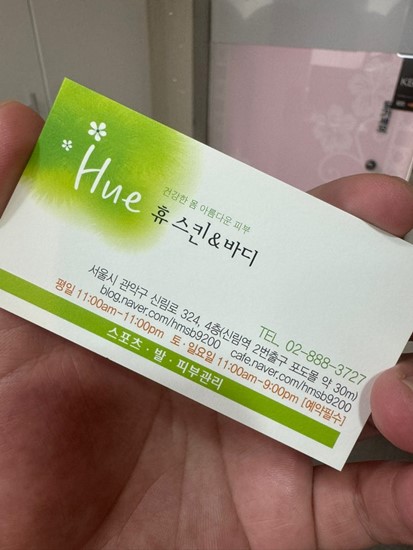 Hue
건강한 몸 아름다운 피부
휴 스킨&바디
TEL 02-888-3727
서울시 관악구 신림로 324, 4층(신림역 2번출구 포도몰 약 30m)
blog.naver.com/hmsb9200 cafe.naver.com/hmsb9200
평일 11:00am~11:00pm 토·일요일 11:00am~9:00pm [예약필수]
스포츠·발·피부관리